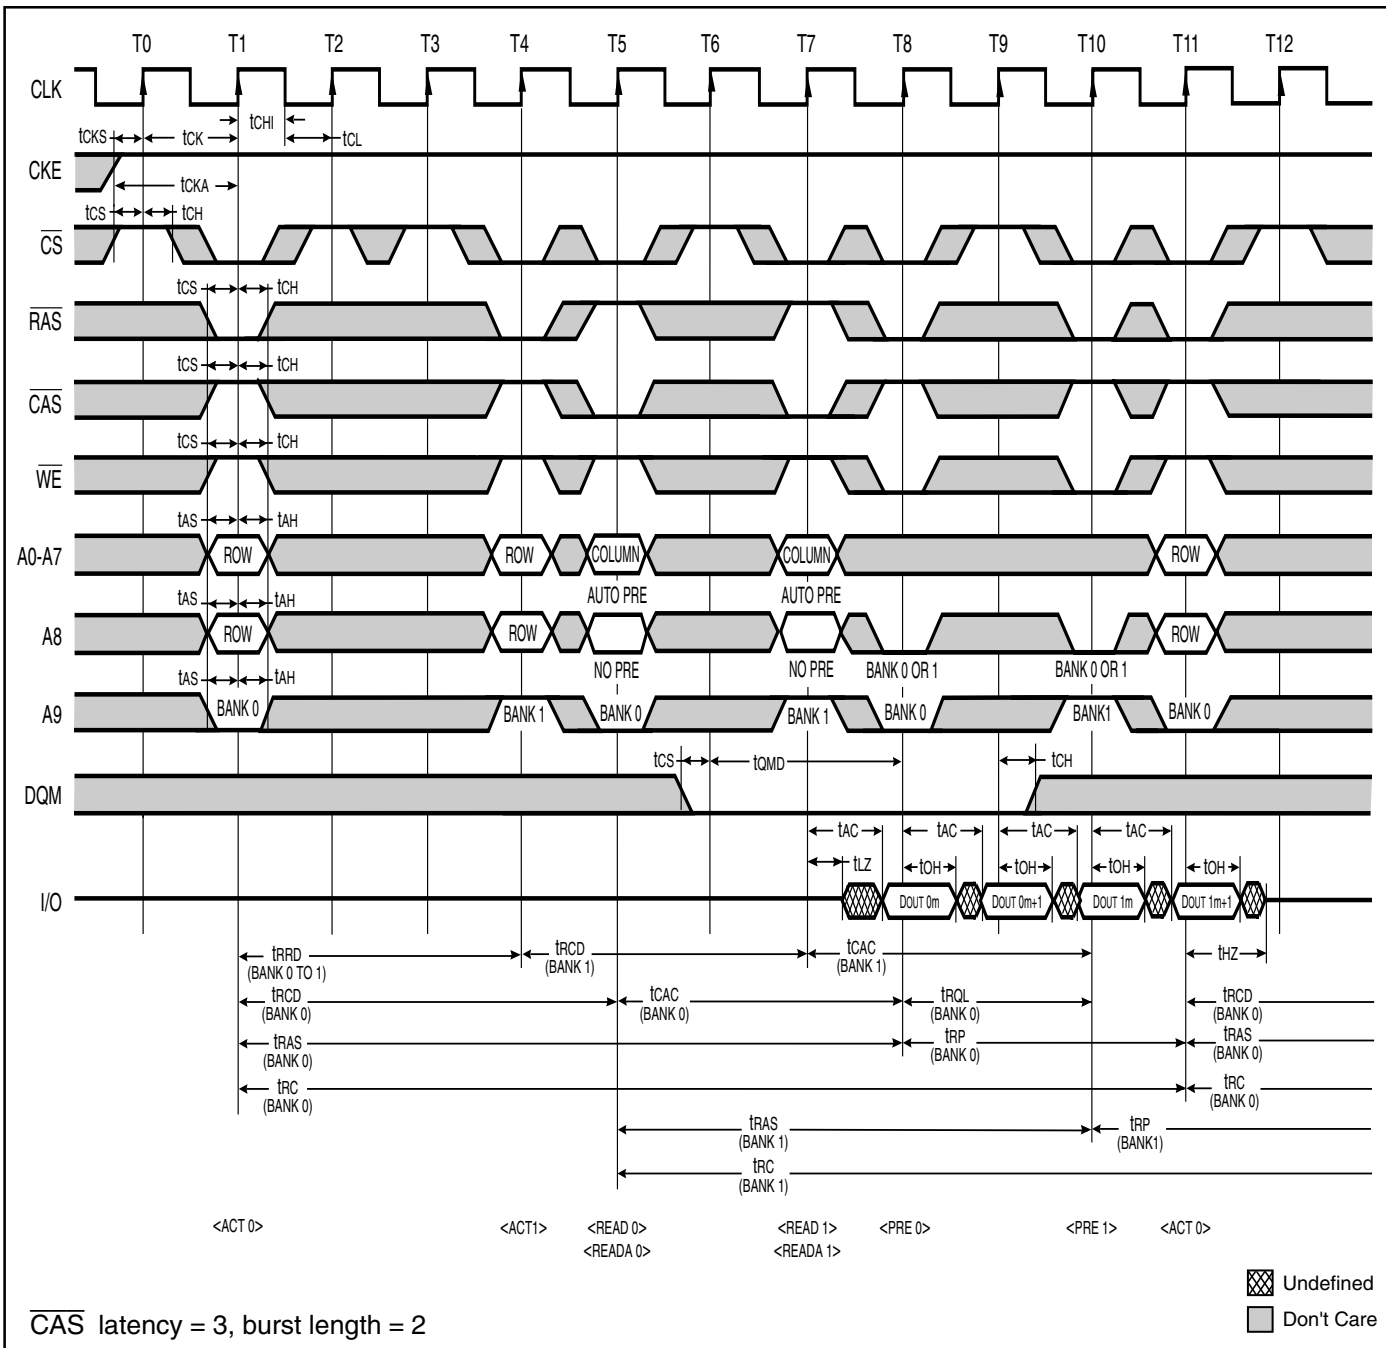 T0 T1 T2 T3 T4 T5 T6 T7 T8 T9 T10 T11 T12
CLK
tCHI
tCKS tCK tCL
CKE
tCKA
tCS tCH
CS
tCS tCH
RAS
tCS tCH
CAS
tCS tCH
WE
tAS tAH
A0-A7 ROW ROW COLUMN COLUMN ROW
AUTO PRE AUTO PRE
tAS tAH
A8 ROW ROW ROW
NO PRE NO PRE BANK 0 OR 1 BANK 0 OR 1
tAS tAH
A9 BANK 0 BANK 1 BANK 0 BANK 1 BANK 0 BANK1 BANK 0
tCS tQMD tCH
DQM
tAC tAC tAC tAC
tLZ tOH tOH tOH tOH
I/O DOUT 0m DOUT 0m+1 DOUT 1m DOUT 1m+1
tRRD tRCD tCAC tHZ
(BANK 0 TO 1) (BANK 1) (BANK 1)
tRCD tCAC tRQL tRCD
(BANK 0) (BANK 0) (BANK 0) (BANK 0)
tRAS tRP tRAS
(BANK 0) (BANK 0) (BANK 0)
tRC tRC
(BANK 0) (BANK 0)
tRAS tRP
(BANK 1) (BANK1)
tRC
(BANK 1)
<ACT 0> <ACT1> <READ 0> <READ 1> <PRE 0> <PRE 1> <ACT 0>
<READA 0> <READA 1>
Undefined
Don't Care
CAS latency = 3, burst length = 2